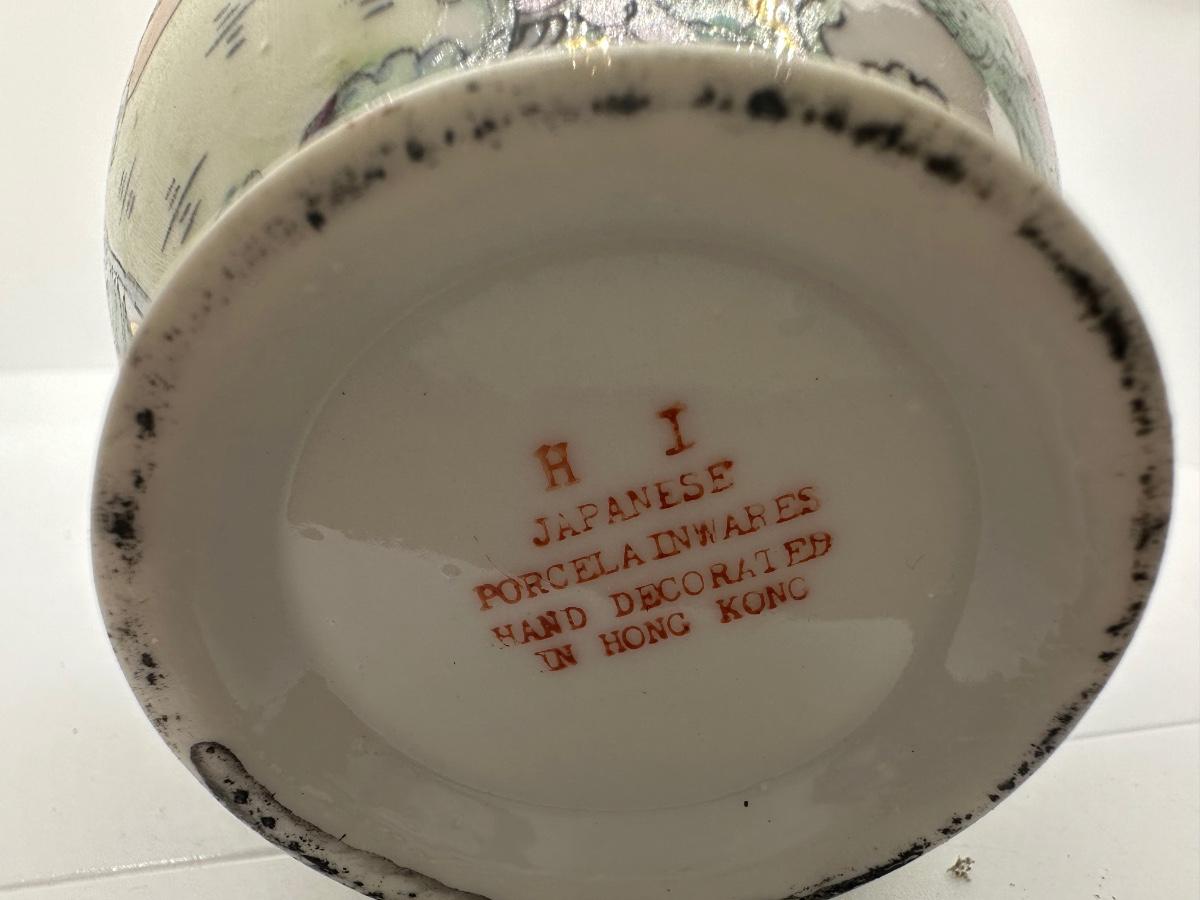 H I
JAPANESE
PORCELAINWARES
HAND DECORATED
IN HONG KONG